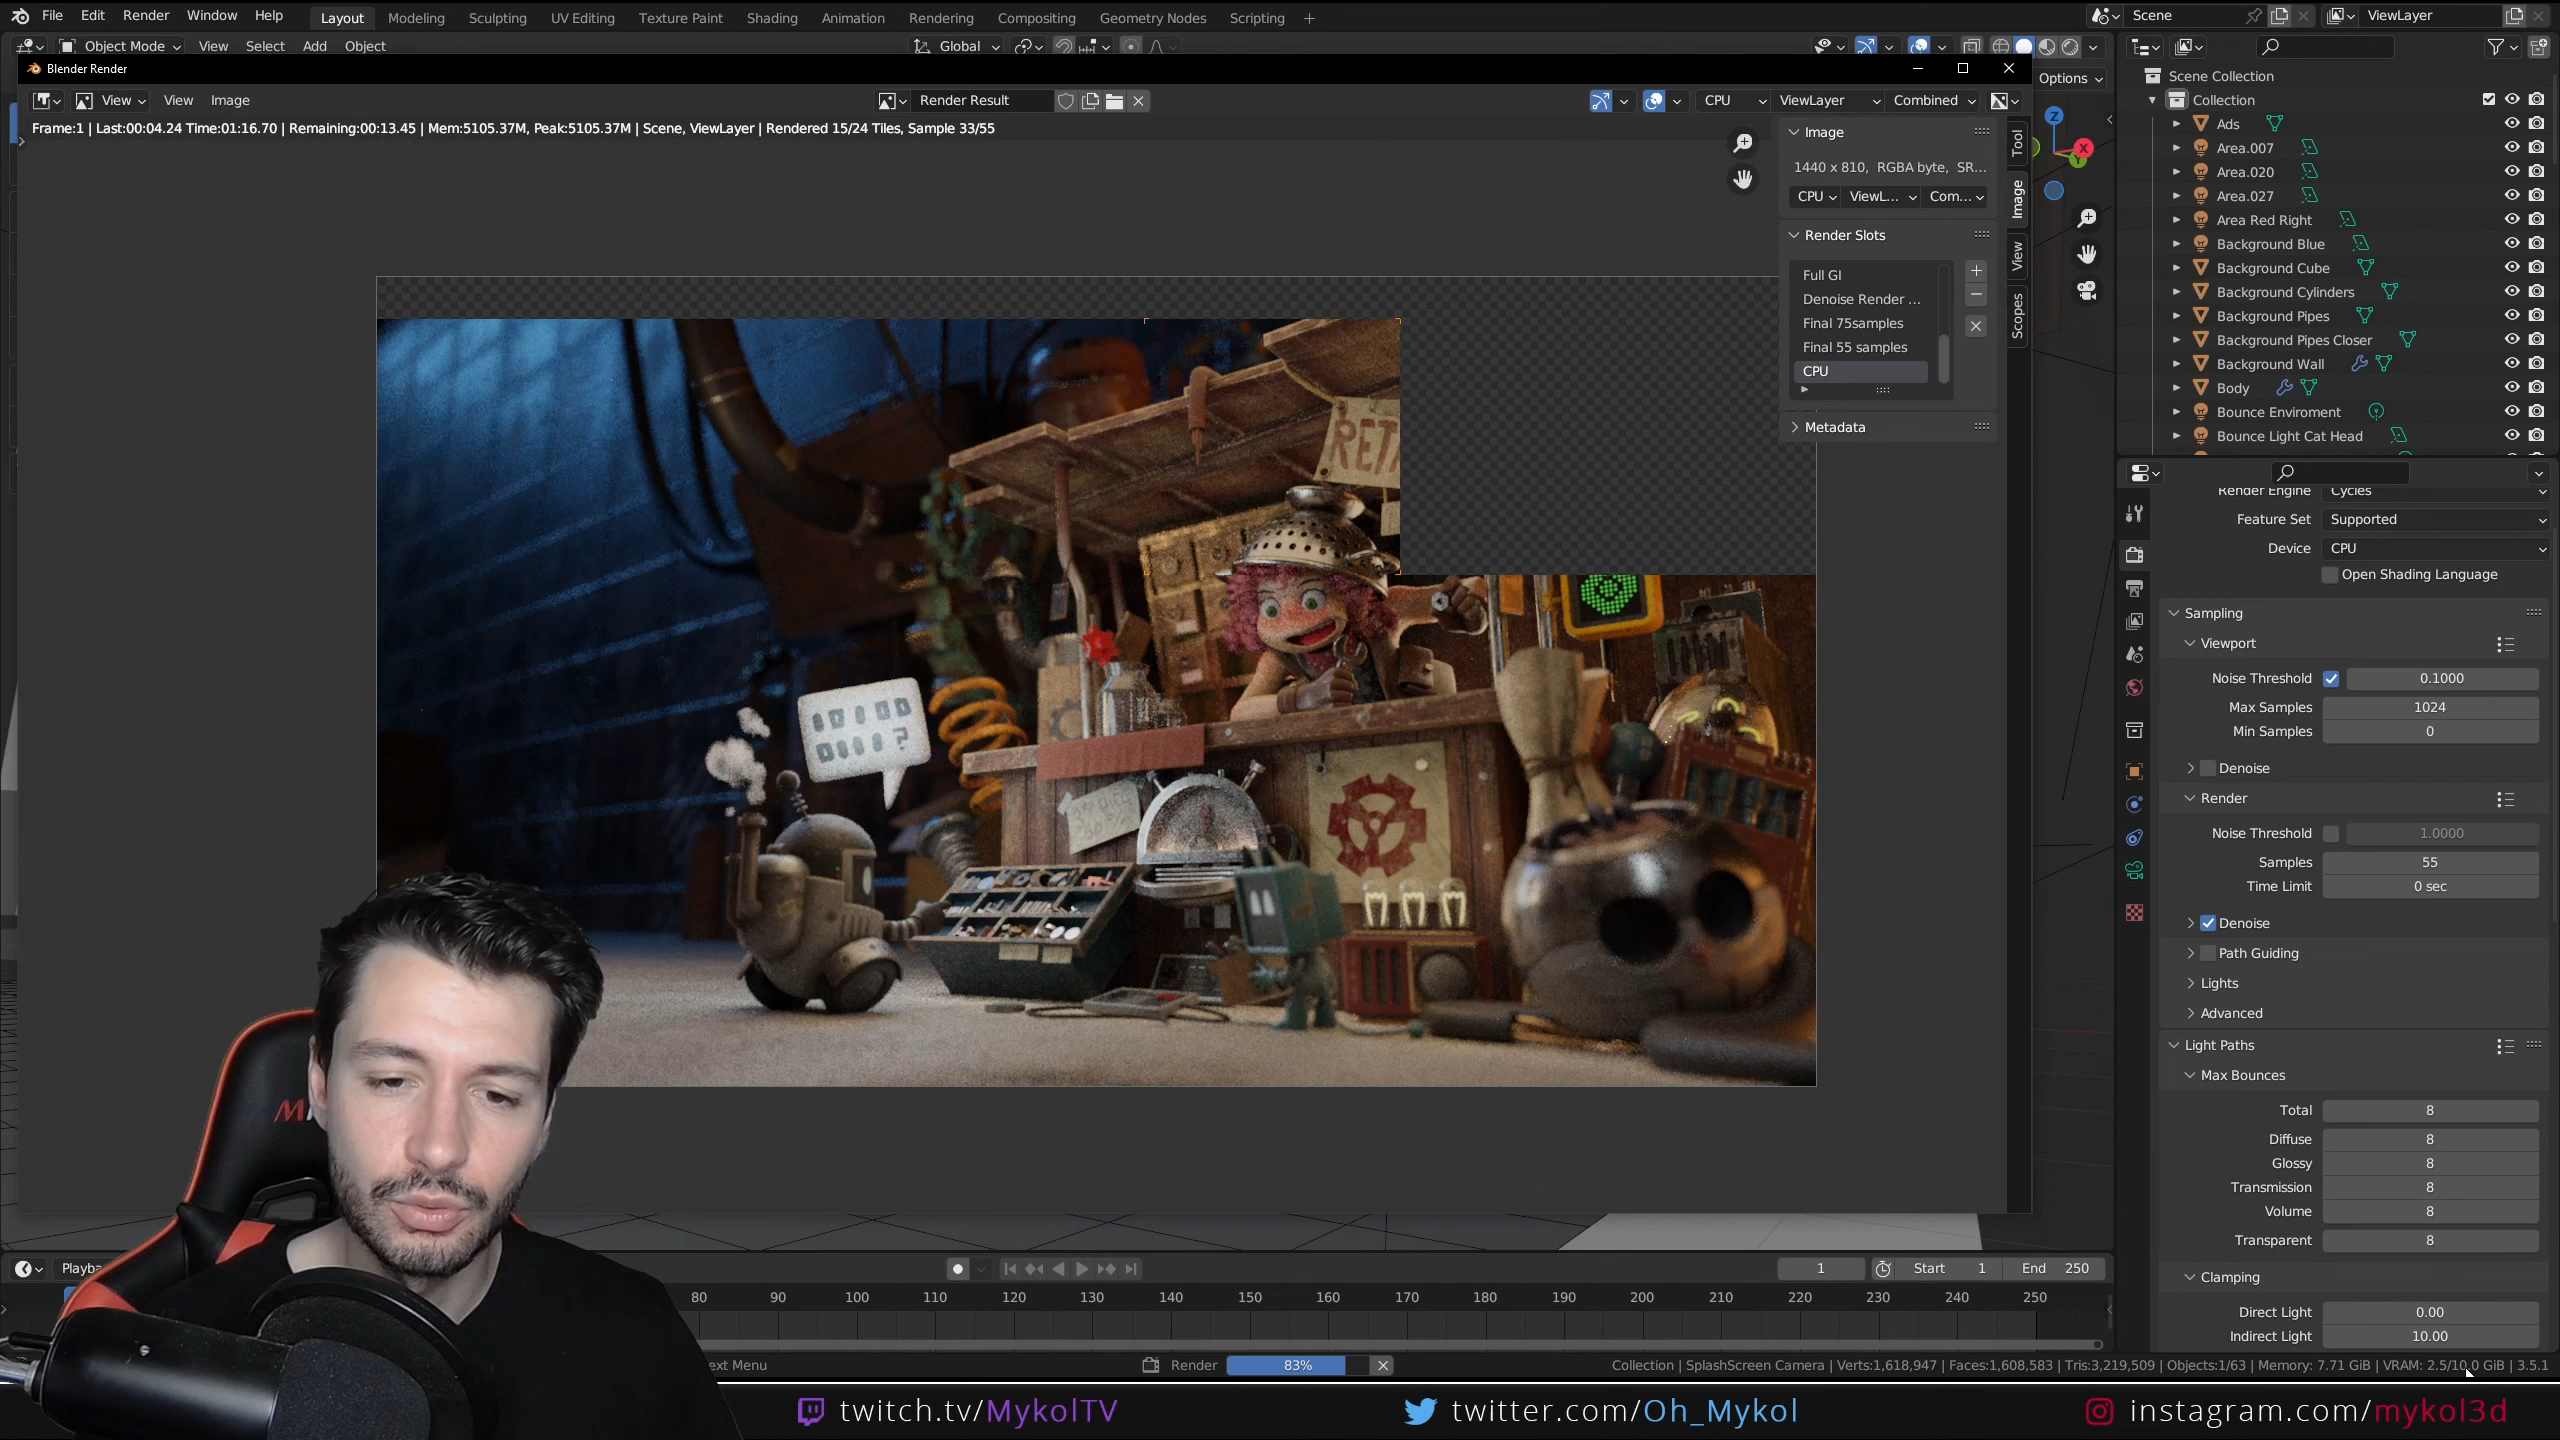 File Edit Render Window Help Layout Modeling Sculpting UV Editing Texture Paint Shading Animation Rendering Compositing Geometry Nodes Scripting + Scene ViewLayer
Object Mode View Select Add Object Global
Blender Render
Options
Scene Collection
View View Image Render Result CPU ViewLayer Combined
Collection
Frame:1 | Last:00:04.24 Time:01:16.70 | Remaining:00:13.45 | Mem:5105.37M, Peak:5105.37M | Scene, ViewLayer | Rendered 15/24 Tiles, Sample 33/55
Image
1440 x 810, RGBA byte, SR...
CPU ViewL... Com...
Render Slots
Full GI
Denoise Render ...
Final 75samples
Final 55 samples
CPU
Metadata
Tool
Image
View
Scopes
Z
X
Y
Ads
Area.007
Area.020
Area.027
Area Red Right
Background Blue
Background Cube
Background Cylinders
Background Pipes
Background Pipes Closer
Background Wall
Body
Bounce Enviroment
Bounce Light Cat Head
Render Engine Cycles
Feature Set Supported
Device CPU
Open Shading Language
Sampling
Viewport
Noise Threshold 0.1000
Max Samples 1024
Min Samples 0
Denoise
Render
Noise Threshold 1.0000
Samples 55
Time Limit 0 sec
Denoise
Path Guiding
Lights
Advanced
Light Paths
Max Bounces
Total 8
Diffuse 8
Glossy 8
Transmission 8
Volume 8
Transparent 8
Clamping
Direct Light 0.00
Indirect Light 10.00
?
1 Start 1 End 250
80 90 100 110 120 130 140 150 160 170 180 190 200 210 220 230 240 250
Render 83% Collection | SplashScreen Camera | Verts:1,618,947 | Faces:1,608,583 | Tris:3,219,509 | Objects:1/63 | Memory: 7.71 GiB | VRAM: 2.5/10.0 GiB | 3.5.1
twitch.tv/MykolTV twitter.com/Oh_Mykol instagram.com/mykol3d